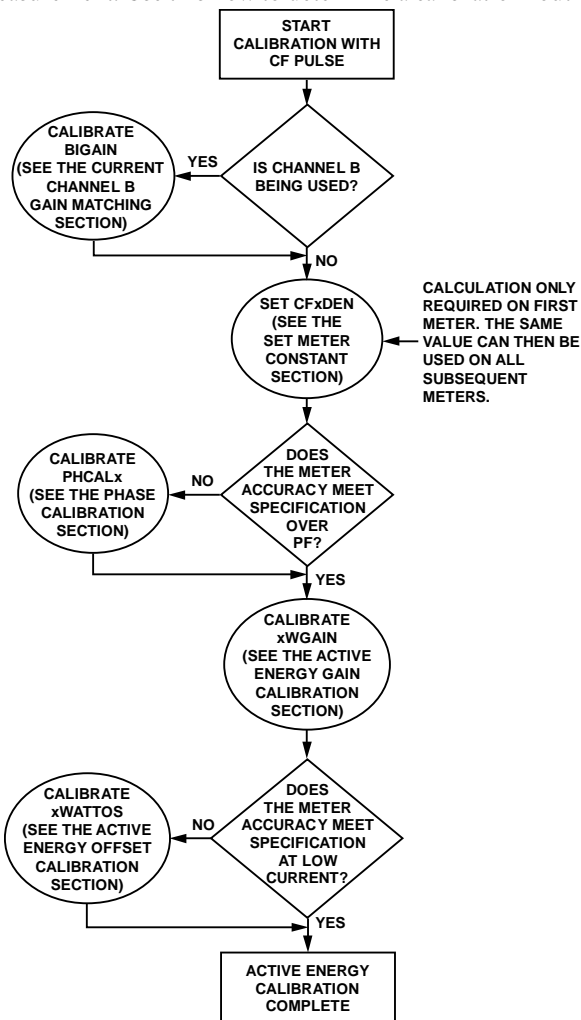 START
CALIBRATION WITH
CF PULSE
CALIBRATE
BIGAIN
(SEE THE CURRENT
CHANNEL B
GAIN MATCHING
SECTION)
YES
IS CHANNEL B
BEING USED?
NO
SET CFxDEN
(SEE THE
SET METER
CONSTANT
SECTION)
CALCULATION ONLY
REQUIRED ON FIRST
METER. THE SAME
VALUE CAN THEN BE
USED ON ALL
SUBSEQUENT
METERS.
CALIBRATE
PHCALx
(SEE THE PHASE
CALIBRATION
SECTION)
NO
DOES
THE METER
ACCURACY MEET
SPECIFICATION
OVER
PF?
YES
CALIBRATE
xWGAIN
(SEE THE ACTIVE
ENERGY GAIN
CALIBRATION
SECTION)
CALIBRATE
xWATTOS
(SEE THE ACTIVE
ENERGY OFFSET
CALIBRATION
SECTION)
NO
DOES
THE METER
ACCURACY MEET
SPECIFICATION
AT LOW
CURRENT?
YES
ACTIVE ENERGY
CALIBRATION
COMPLETE